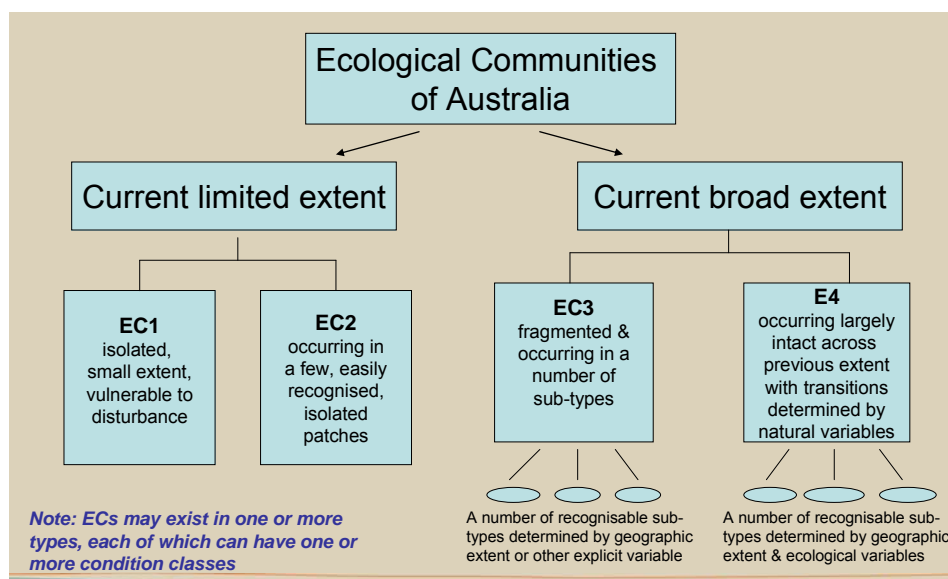 Ecological Communities
of Australia
Current limited extent
Current broad extent
EC1
isolated,
small extent,
vulnerable to
disturbance
EC2
occurring in
a few, easily
recognised,
isolated
patches
EC3
fragmented &
occurring in a
number of
sub-types
E4
occurring largely
intact across
previous extent
with transitions
determined by
natural variables
Note: ECs may exist in one or more
types, each of which can have one or
more condition classes
A number of recognisable sub-
types determined by geographic
extent or other explicit variable
A number of recognisable sub-
types determined by geographic
extent & ecological variables